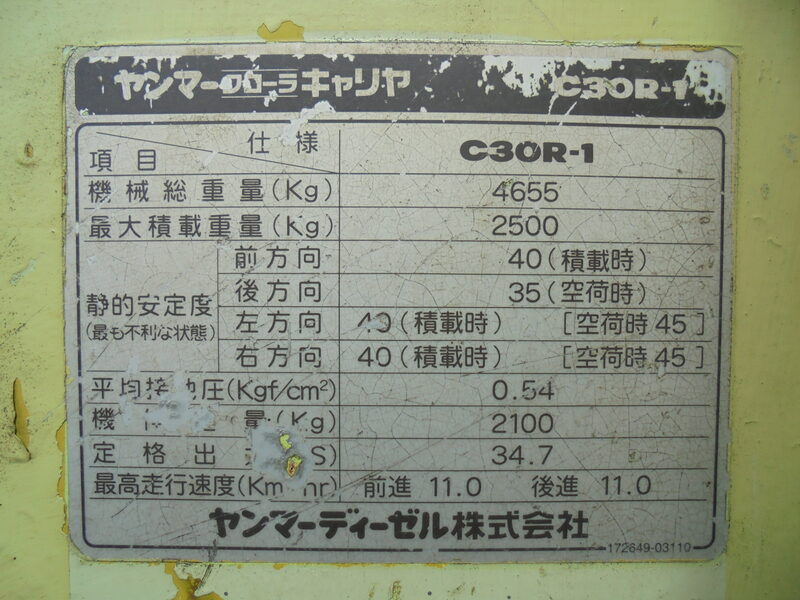 ヤンマークローラキャリヤ C30R-1
項目 仕様 C30R-1
機械総重量(Kg) 4655
最大積載重量(Kg) 2500
静的安定度 (最も不利な状態)
前方向 40(積載時)
後方向 35(空荷時)
左方向 40(積載時) [空荷時45]
右方向 40(積載時) [空荷時45]
平均接地圧(Kgf/cm²) 0.54
機 量(Kg) 2100
定格出 S) 34.7
最高走行速度(Km/hr) 前進 11.0 後進 11.0
ヤンマーディーゼル株式会社
172649-03110